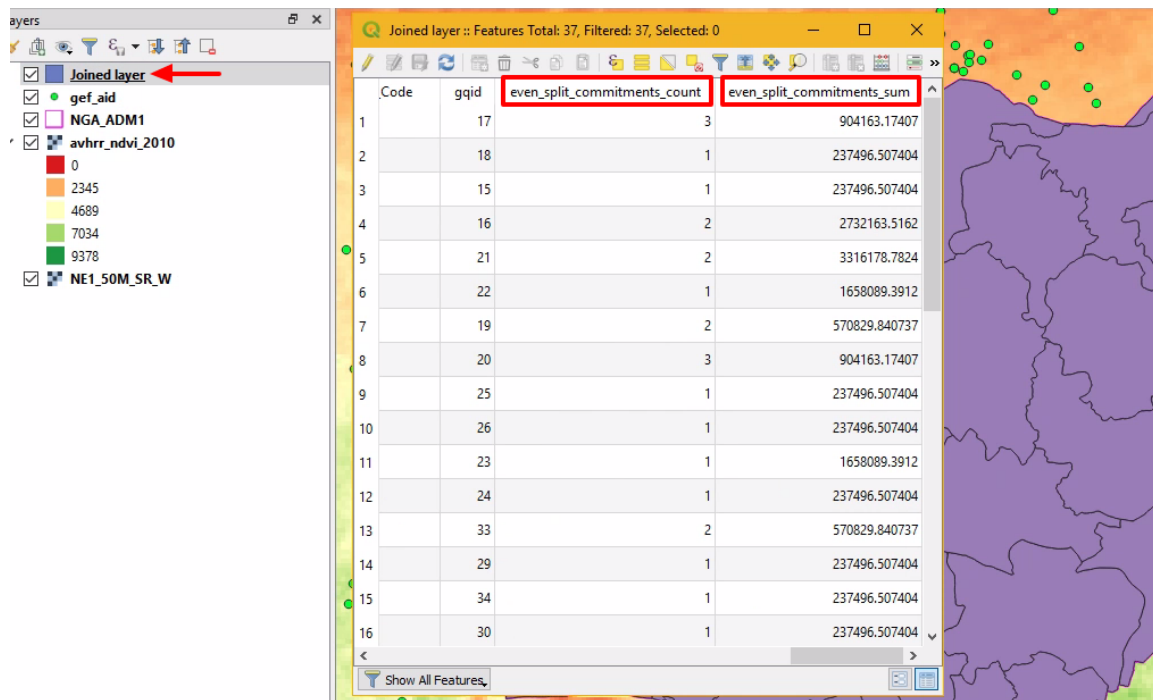 ayers
Joined layer
gef_aid
NGA_ADM1
avhrr_ndvi_2010
0
2345
4689
7034
9378
NE1_50M_SR_W
Joined layer :: Features Total: 37, Filtered: 37, Selected: 0
Code gqid even_split_commitments_count even_split_commitments_sum
1 17 3 904163.17407
2 18 1 237496.507404
3 15 1 237496.507404
4 16 2 2732163.5162
5 21 2 3316178.7824
6 22 1 1658089.3912
7 19 2 570829.840737
8 20 3 904163.17407
9 25 1 237496.507404
10 26 1 237496.507404
11 23 1 1658089.3912
12 24 1 237496.507404
13 33 2 570829.840737
14 29 1 237496.507404
15 34 1 237496.507404
16 30 1 237496.507404
Show All Features